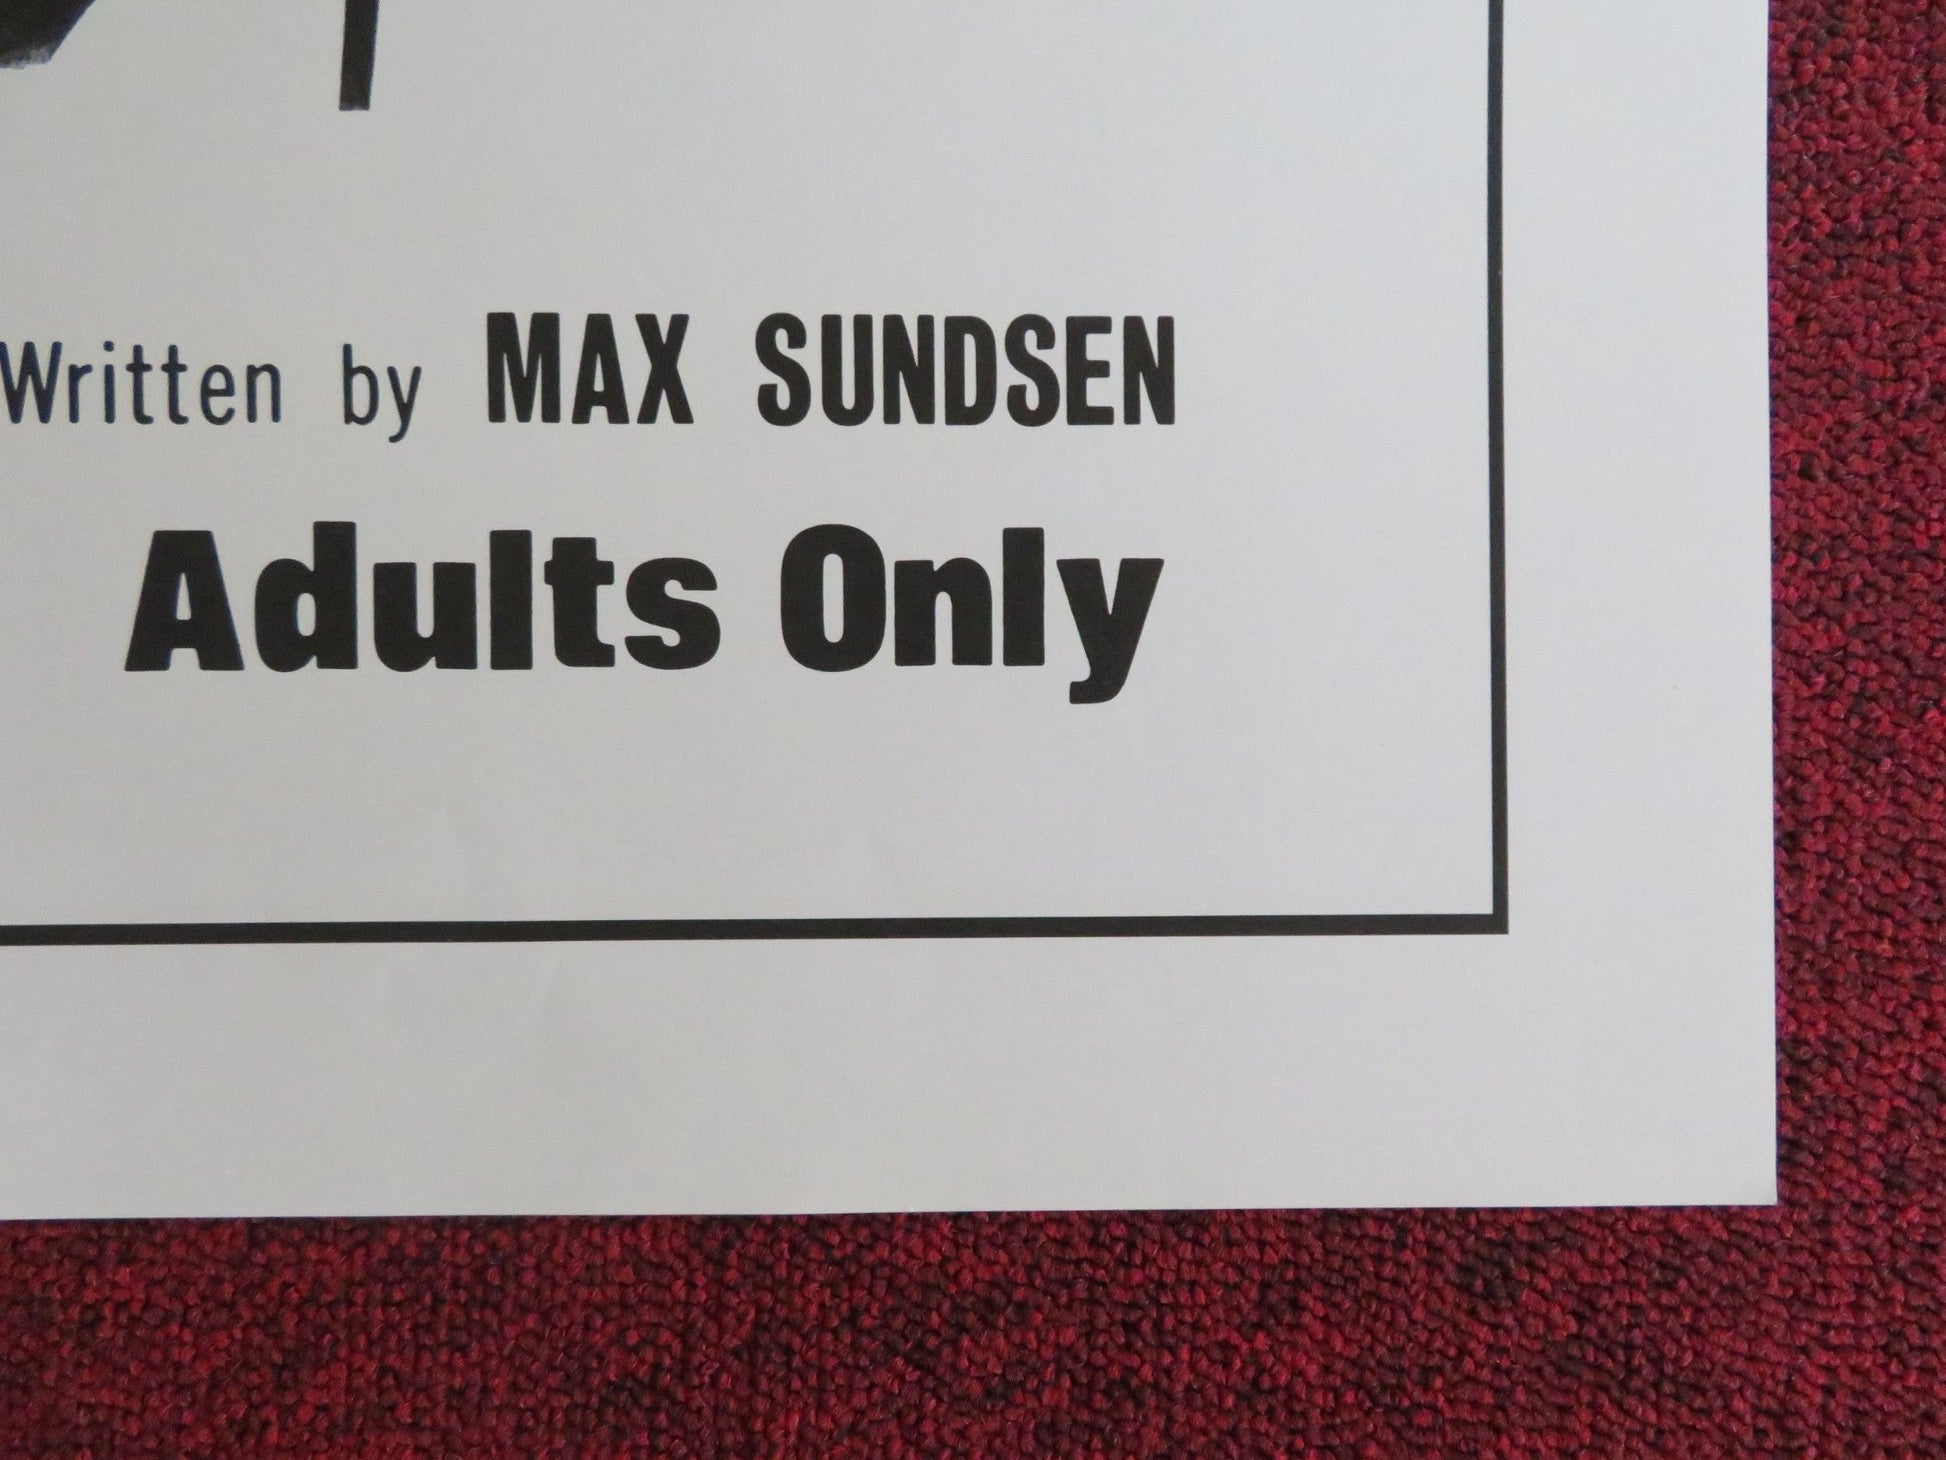 Written by MAX SUNDSEN
Adults Only